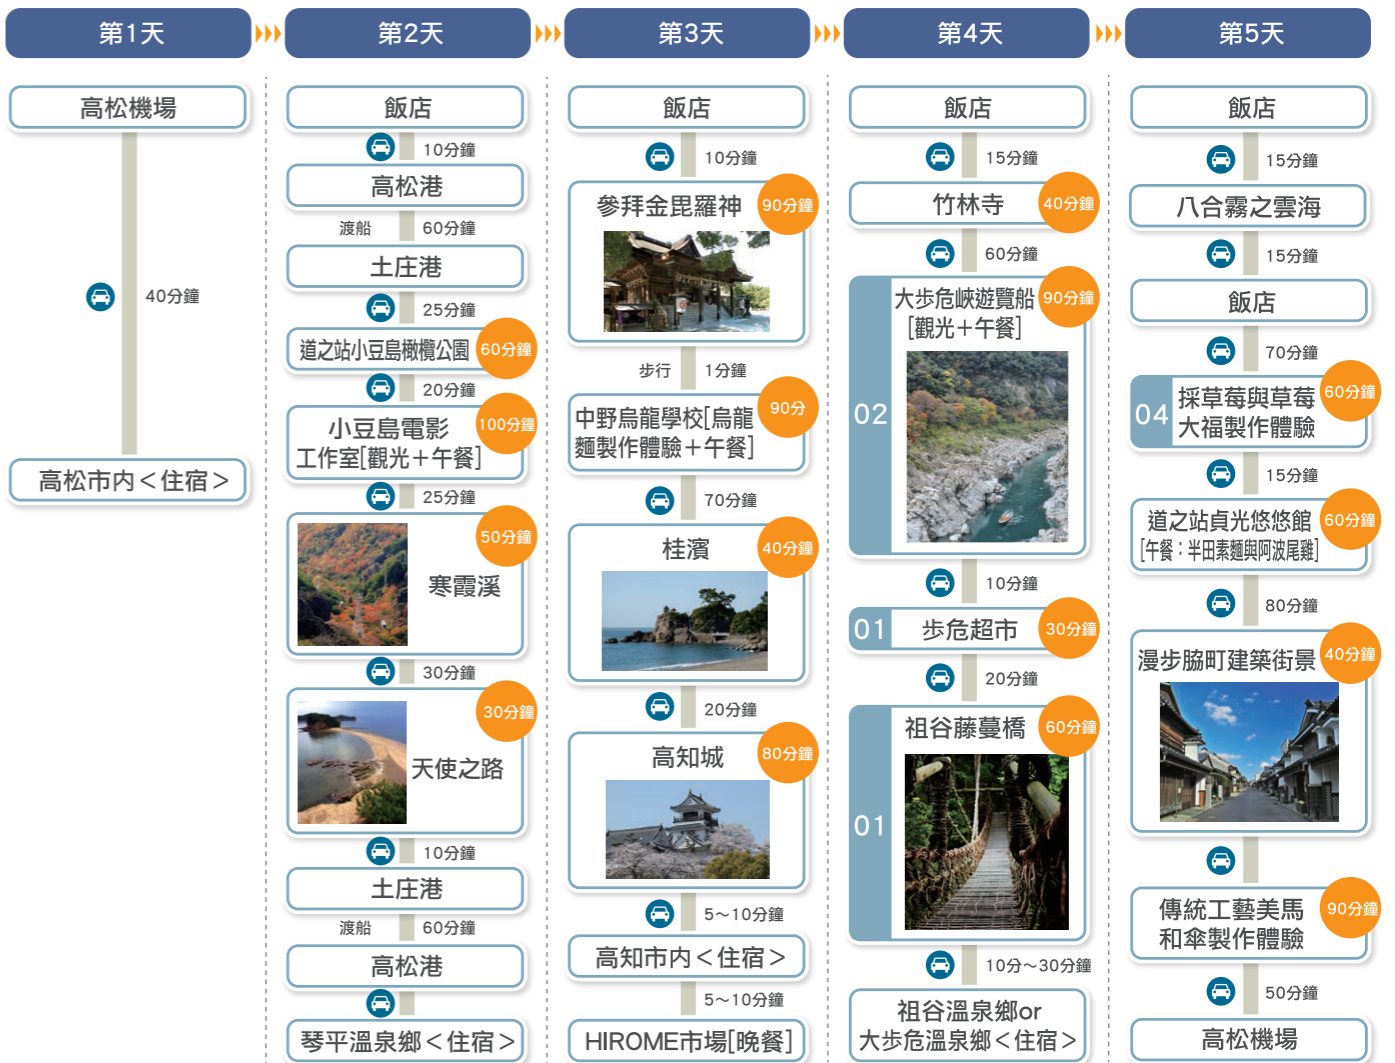 第1天
高松機場
40分鐘
高松市内＜住宿＞
第2天
飯店
10分鐘
高松港
渡船 60分鐘
土庄港
25分鐘
道之站小豆島橄欖公園 60分鐘
20分鐘
小豆島電影
工作室[觀光＋午餐]
100分鐘
25分鐘
50分鐘
寒霞溪
30分鐘
30分鐘
天使之路
10分鐘
土庄港
渡船 60分鐘
高松港
琴平溫泉鄉＜住宿＞
第3天
飯店
10分鐘
參拜金毘羅神 90分鐘
步行 1分鐘
中野烏龍學校[烏龍
麵製作體驗＋午餐]
90分
70分鐘
桂濱 40分鐘
20分鐘
高知城 80分鐘
5～10分鐘
高知市内＜住宿＞
5～10分鐘
HIROME市場[晚餐]
第4天
飯店
15分鐘
竹林寺 40分鐘
60分鐘
02
大步危峽遊覽船
[觀光＋午餐]
90分鐘
10分鐘
01 步危超市 30分鐘
20分鐘
01
祖谷藤蔓橋 60分鐘
10分～30分鐘
祖谷溫泉鄉or
大步危溫泉鄉＜住宿＞
第5天
飯店
15分鐘
八合霧之雲海
15分鐘
飯店
70分鐘
04
採草莓與草莓
大福製作體驗
60分鐘
15分鐘
道之站貞光悠悠館
[午餐：半田素麵與阿波尾雞]
60分鐘
80分鐘
漫步脇町建築街景 40分鐘
傳統工藝美馬
和傘製作體驗
90分鐘
50分鐘
高松機場